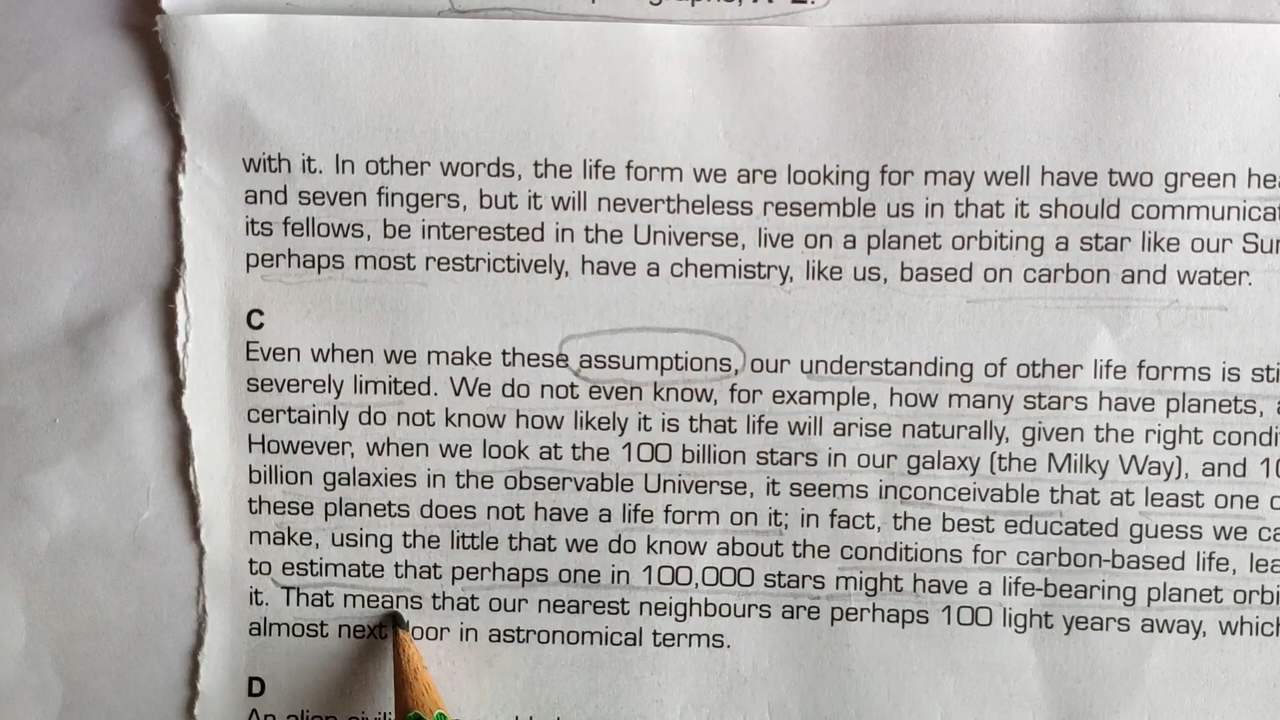 with it. In other words, the life form we are looking for may well have two green
and seven fingers, but it will nevertheless resemble us in that it should
its fellows, be interested in the Universe, live on a planet orbiting a star like our
perhaps most restrictively, have a chemistry, like us, based on carbon and water.
C
Even when we make these assumptions, our understanding of other life forms is
severely limited. We do not even know, for example, how many stars have planets,
certainly do not know how likely it is that life will arise naturally, given the right
However, when we look at the 100 billion stars in our galaxy (the Milky Way), and
billion galaxies in the observable Universe, it seems inconceivable that at least one
these planets does not have a life form on it; in fact, the best educated guess we
make, using the little that we do know about the conditions for carbon-based life,
to estimate that perhaps one in 100,000 stars might have a life-bearing planet
it. That means that our nearest neighbours are perhaps 100 light years away,
almost next oor in astronomical terms.
D
An alien